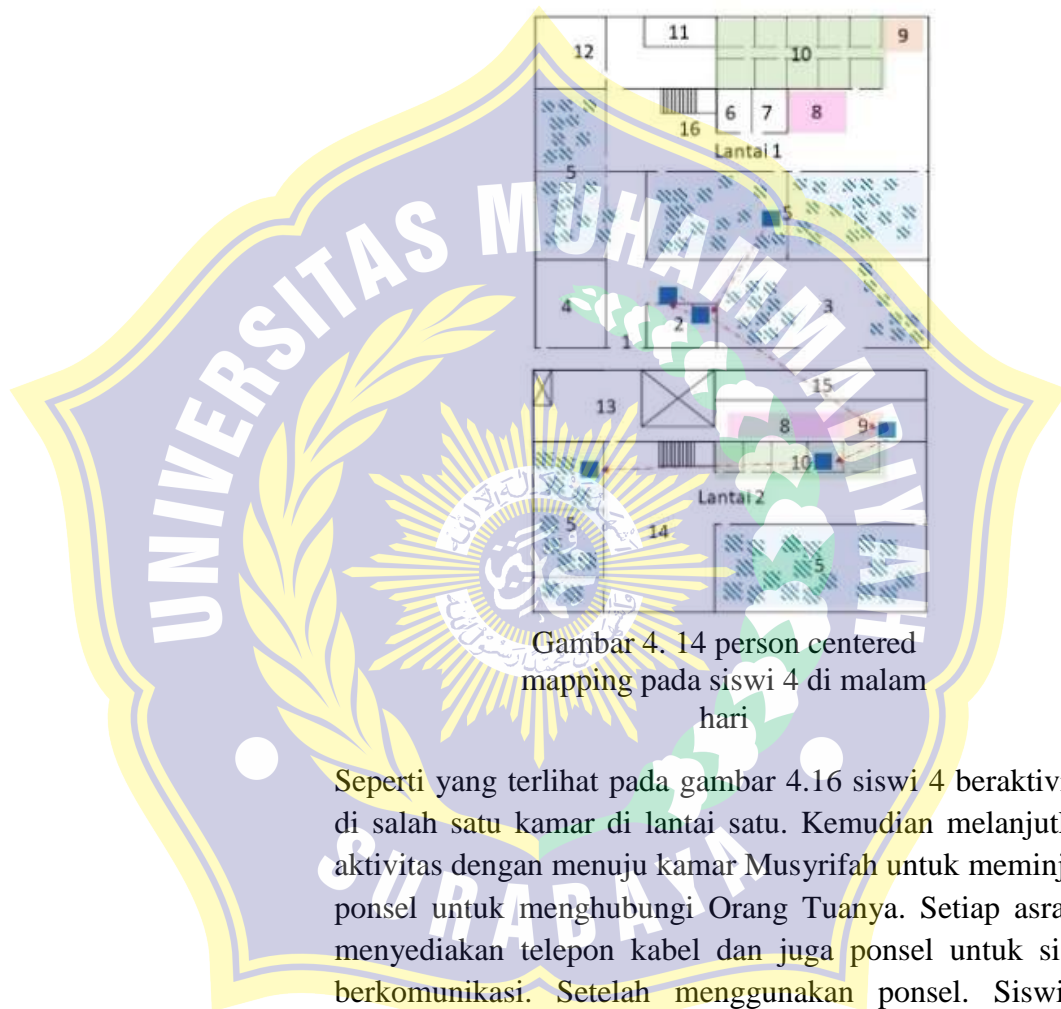 11
9
12
10
6 7 8
16
Lantai 1
5
5
4
3
2
1
15
13
8 9
10
Lantai 2
5
14
5
UNIVERSITAS MUHAMMADIYAH
SURABAYA
Gambar 4. 14 person centered
mapping pada siswi 4 di malam
hari
Seperti yang terlihat pada gambar 4.16 siswi 4 beraktiv
di salah satu kamar di lantai satu. Kemudian melanjut
aktivitas dengan menuju kamar Musyrifah untuk meminj
ponsel untuk menghubungi Orang Tuanya. Setiap asra
menyediakan telepon kabel dan juga ponsel untuk si
berkomunikasi. Setelah menggunakan ponsel. Siswi